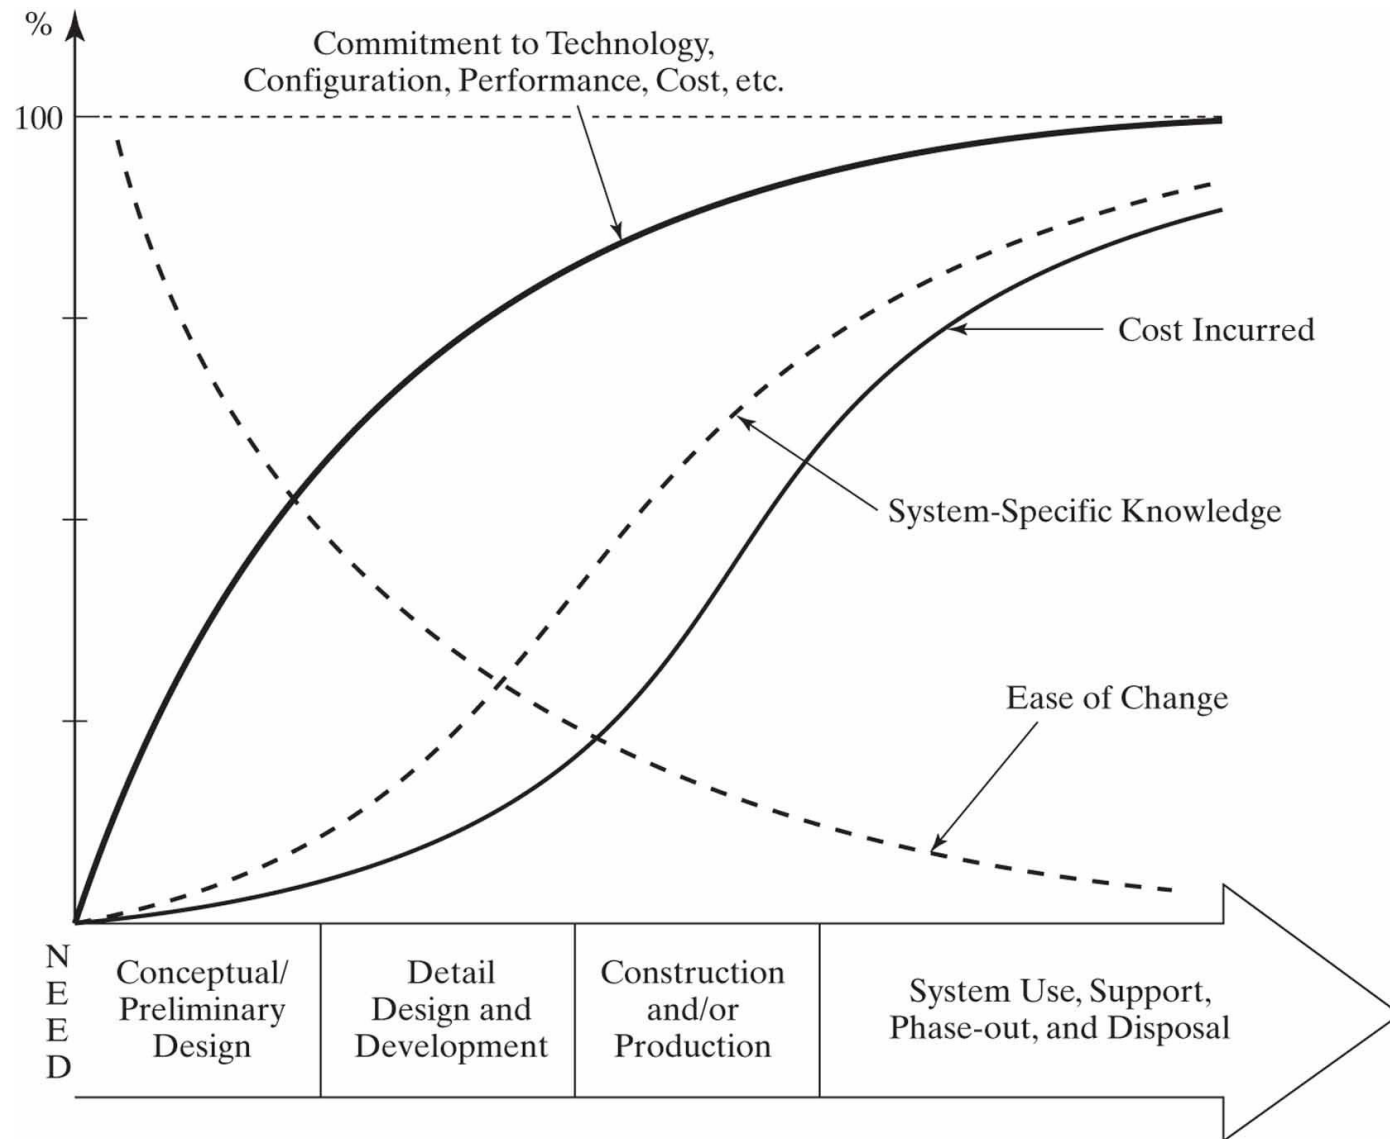 %
Commitment to Technology,
Configuration, Performance, Cost, etc.
100
Cost Incurred
System-Specific Knowledge
Ease of Change
NEED
Conceptual/
Preliminary
Design
Detail
Design and
Development
Construction
and/or
Production
System Use, Support,
Phase-out, and Disposal